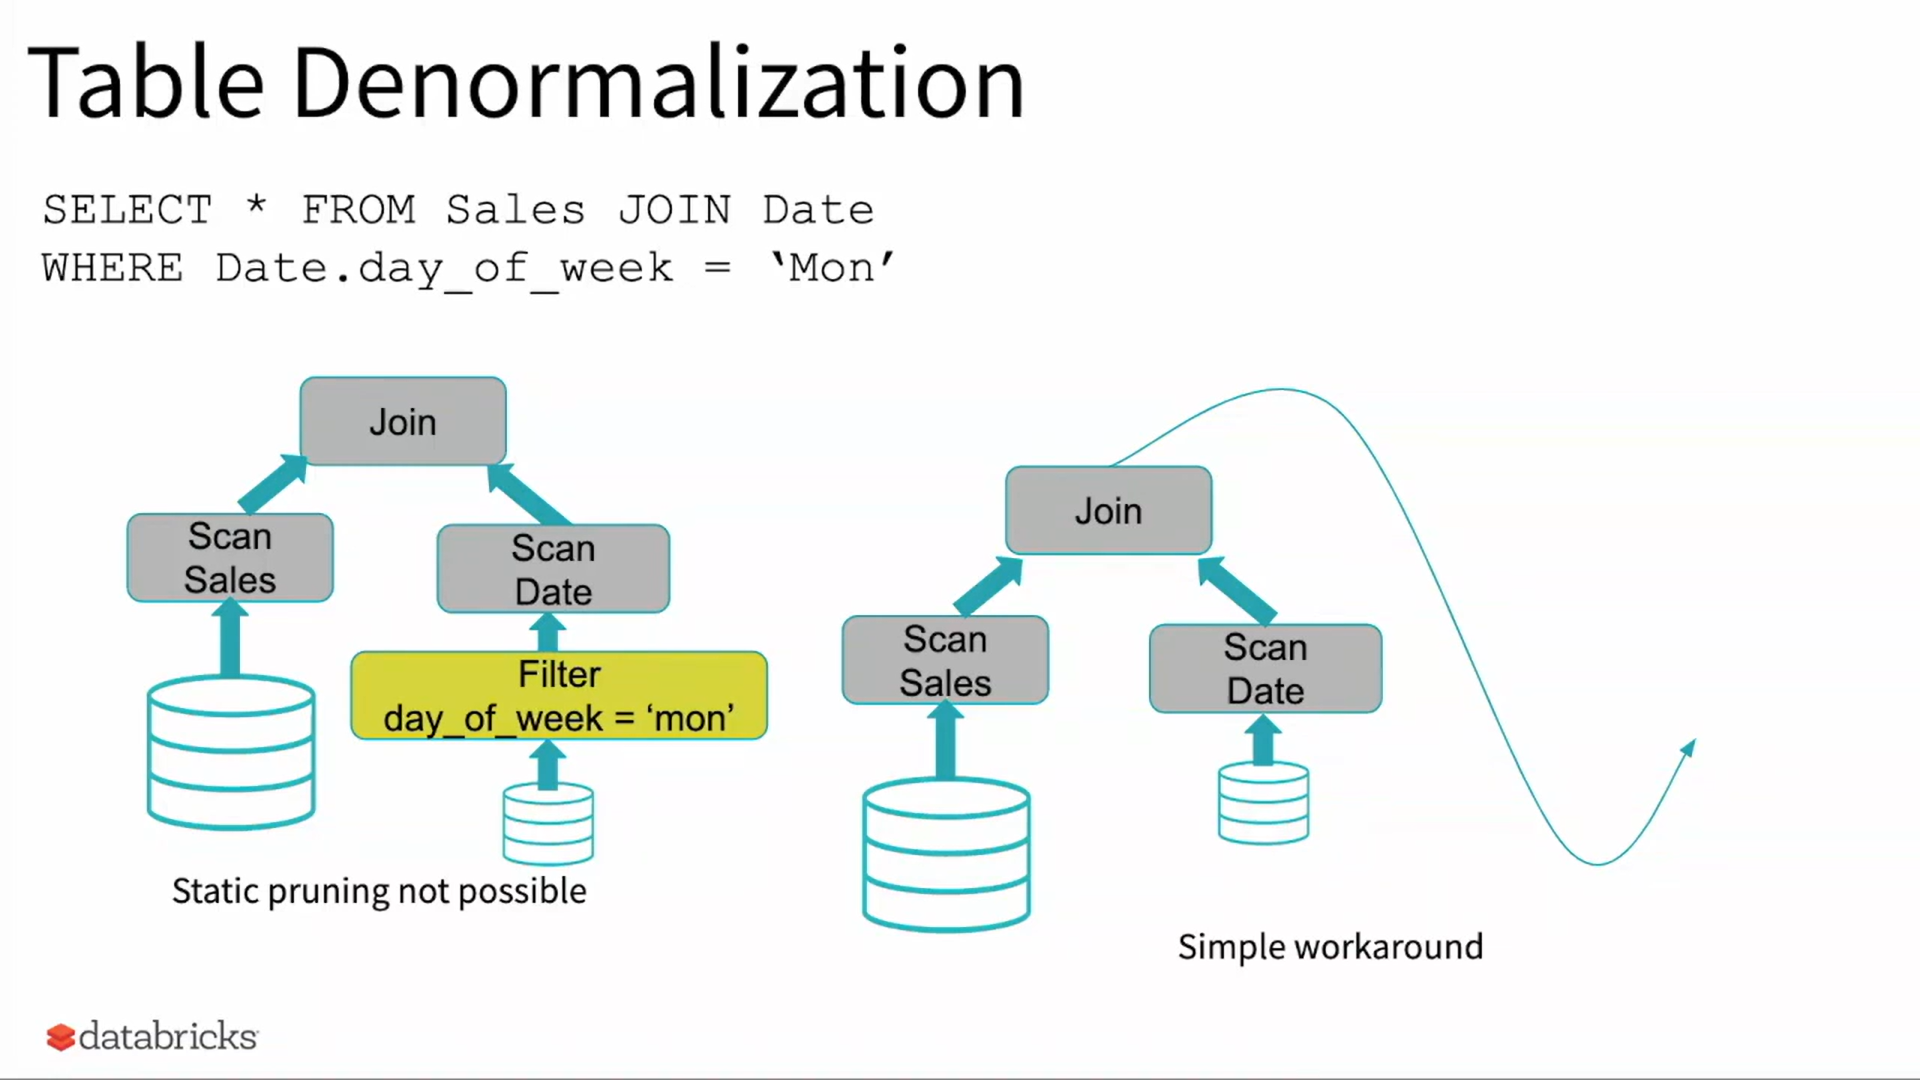 Table Denormalization
SELECT * FROM Sales JOIN Date
WHERE Date.day_of_week = ‘Mon’
Join
Scan
Sales
Scan
Date
Filter
day_of_week = ‘mon’
Static pruning not possible
Join
Scan
Sales
Scan
Date
Simple workaround
databricks